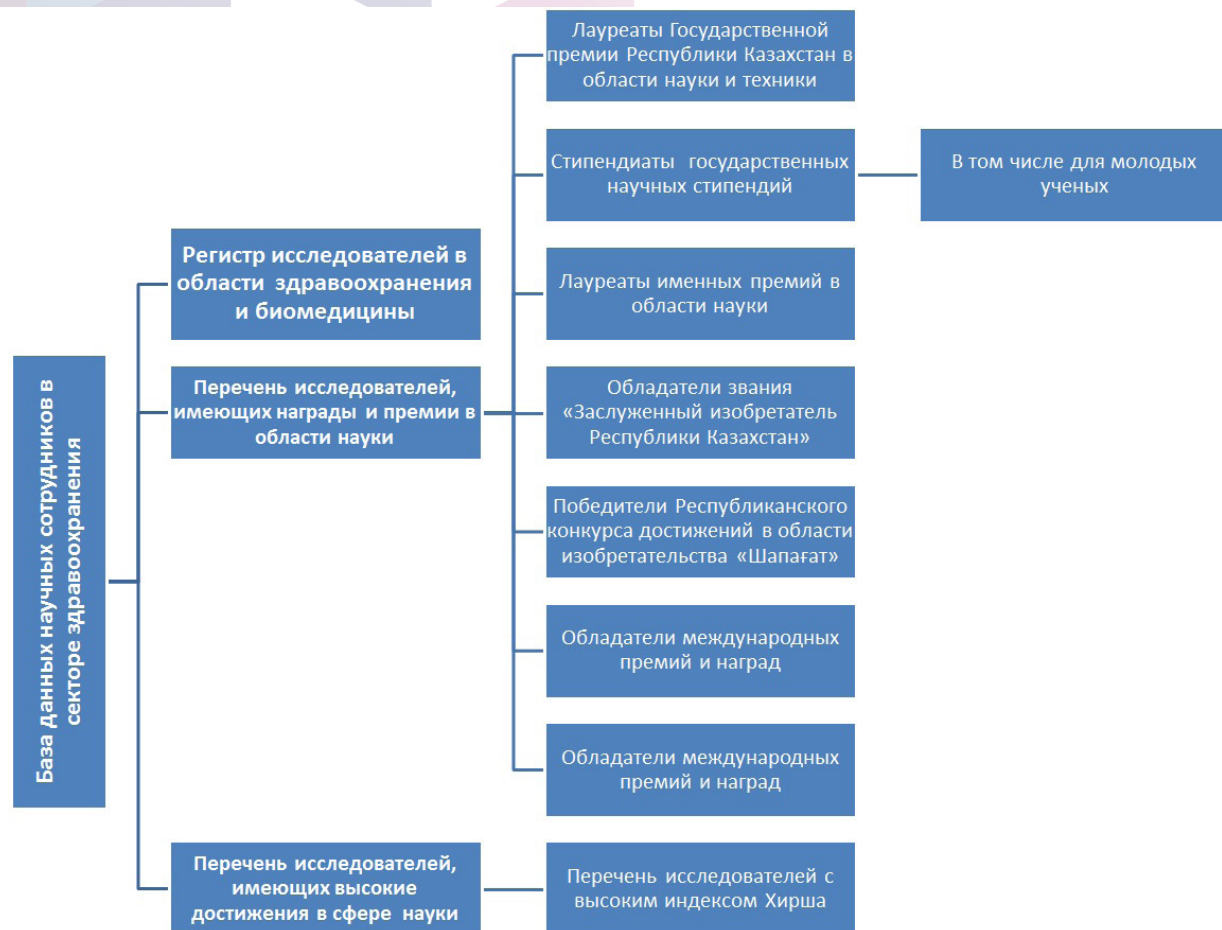 База данных научных сотрудников в
секторе здравоохранения
Регистр исследователей в
области здравоохранения
и биомедицины
Перечень исследователей,
имеющих награды и премии в
области науки
Лауреаты Государственной
премии Республики Казахстан в
области науки и техники
Стипендиаты государственных
научных стипендий
В том числе для молодых
ученых
Лауреаты именных премий в
области науки
Обладатели звания
«Заслуженный изобретатель
Республики Казахстан»
Победители Республиканского
конкурса достижений в области
изобретательства «Шапағат»
Обладатели международных
премий и наград
Обладатели международных
премий и наград
Перечень исследователей,
имеющих высокие
достижения в сфере науки
Перечень исследователей с
высоким индексом Хирша